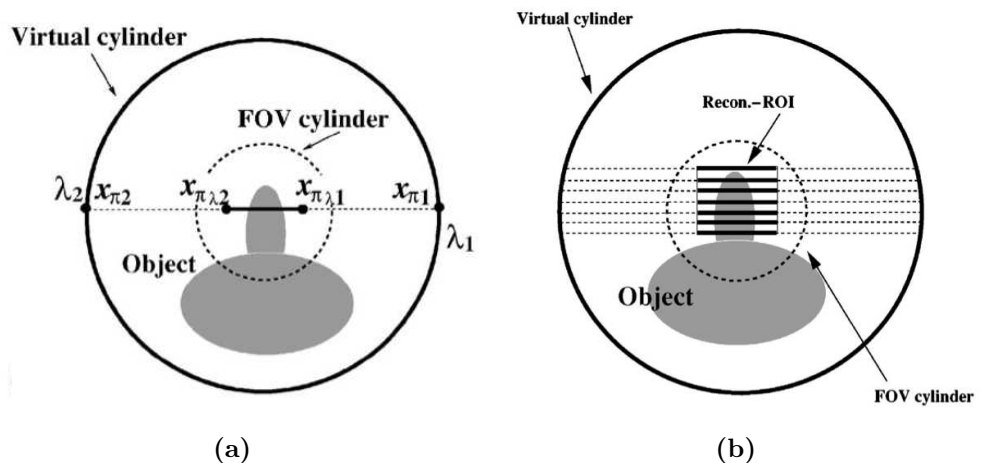 Virtual cylinder
FOV cylinder
λ2 xπ2 xπλ2 xπλ1 xπ1
λ1
Object
(a)
Virtual cylinder
Recon.–ROI
Object
FOV cylinder
(b)